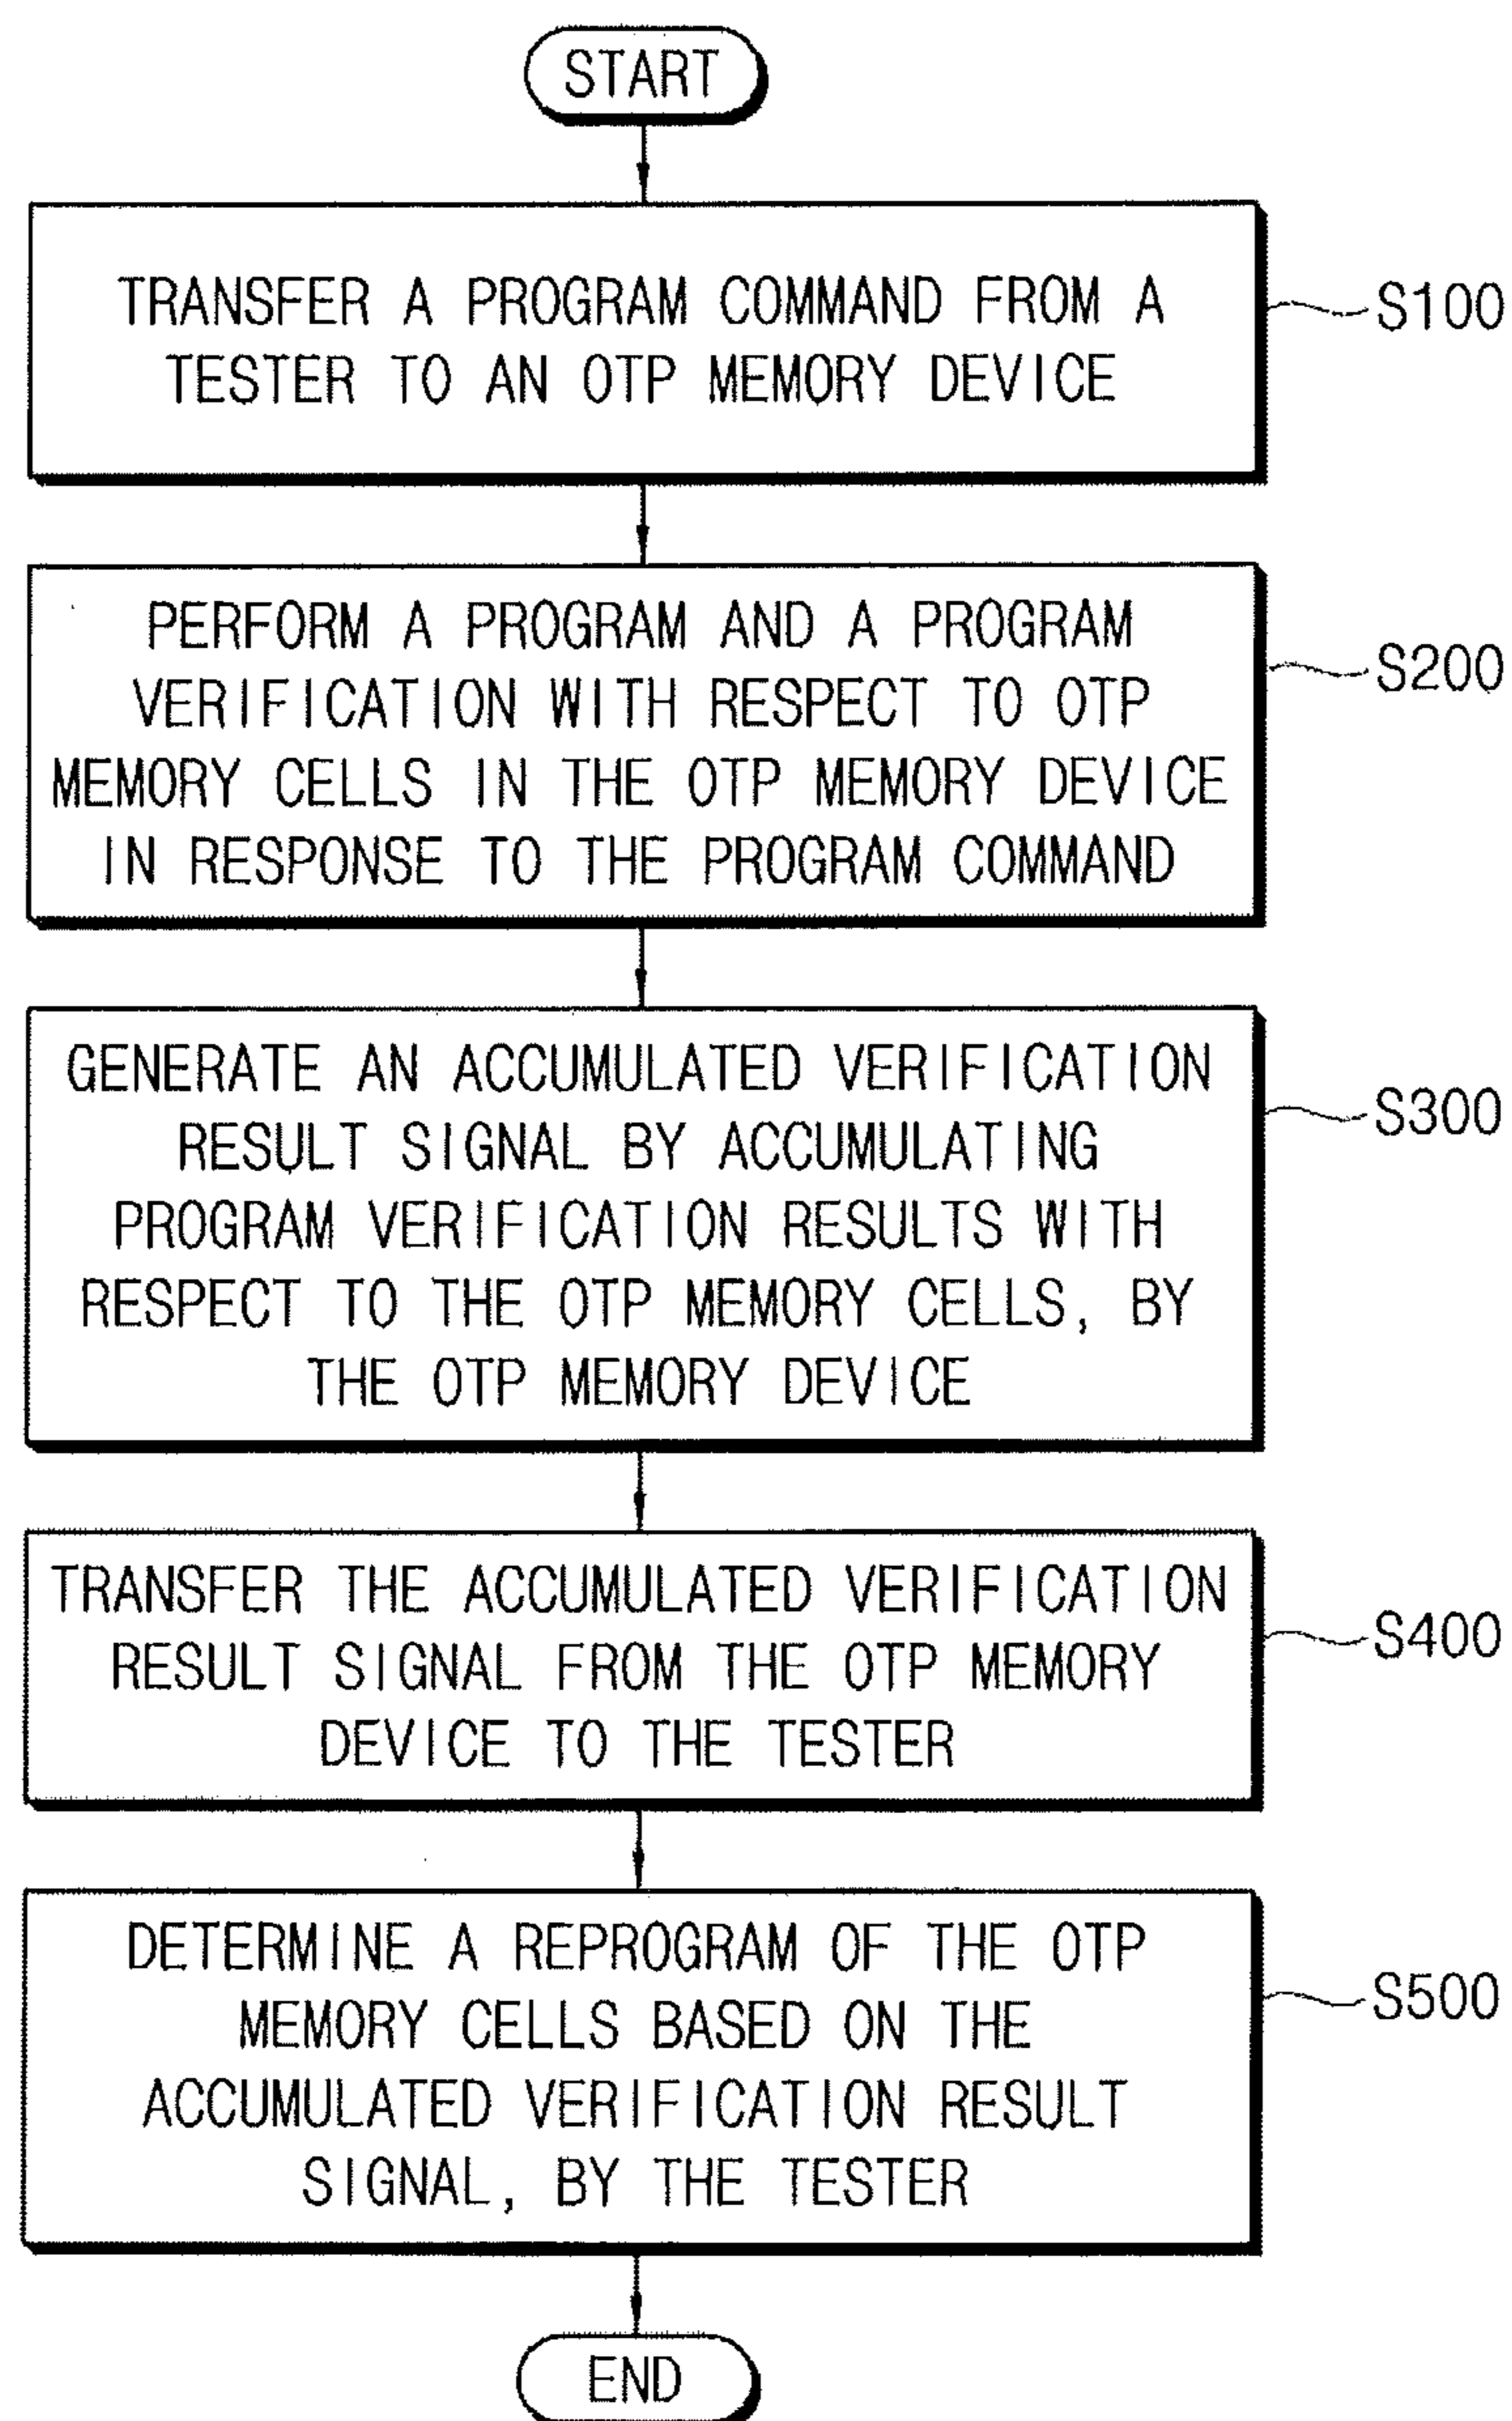 START
TRANSFER A PROGRAM COMMAND FROM A
TESTER TO AN OTP MEMORY DEVICE
S100
PERFORM A PROGRAM AND A PROGRAM
VERIFICATION WITH RESPECT TO OTP
MEMORY CELLS IN THE OTP MEMORY DEVICE
IN RESPONSE TO THE PROGRAM COMMAND
S200
GENERATE AN ACCUMULATED VERIFICATION
RESULT SIGNAL BY ACCUMULATING
PROGRAM VERIFICATION RESULTS WITH
RESPECT TO THE OTP MEMORY CELLS, BY
THE OTP MEMORY DEVICE
S300
TRANSFER THE ACCUMULATED VERIFICATION
RESULT SIGNAL FROM THE OTP MEMORY
DEVICE TO THE TESTER
S400
DETERMINE A REPROGRAM OF THE OTP
MEMORY CELLS BASED ON THE
ACCUMULATED VERIFICATION RESULT
SIGNAL, BY THE TESTER
S500
END